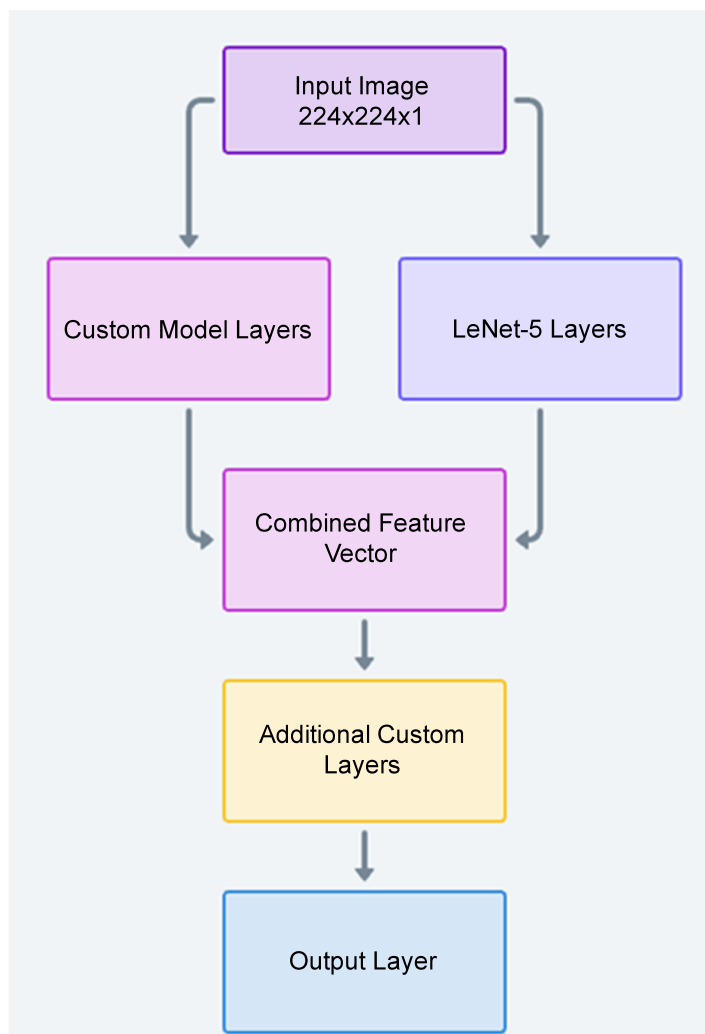 Input Image
224x224x1
Custom Model Layers
LeNet-5 Layers
Combined Feature
Vector
Additional Custom
Layers
Output Layer